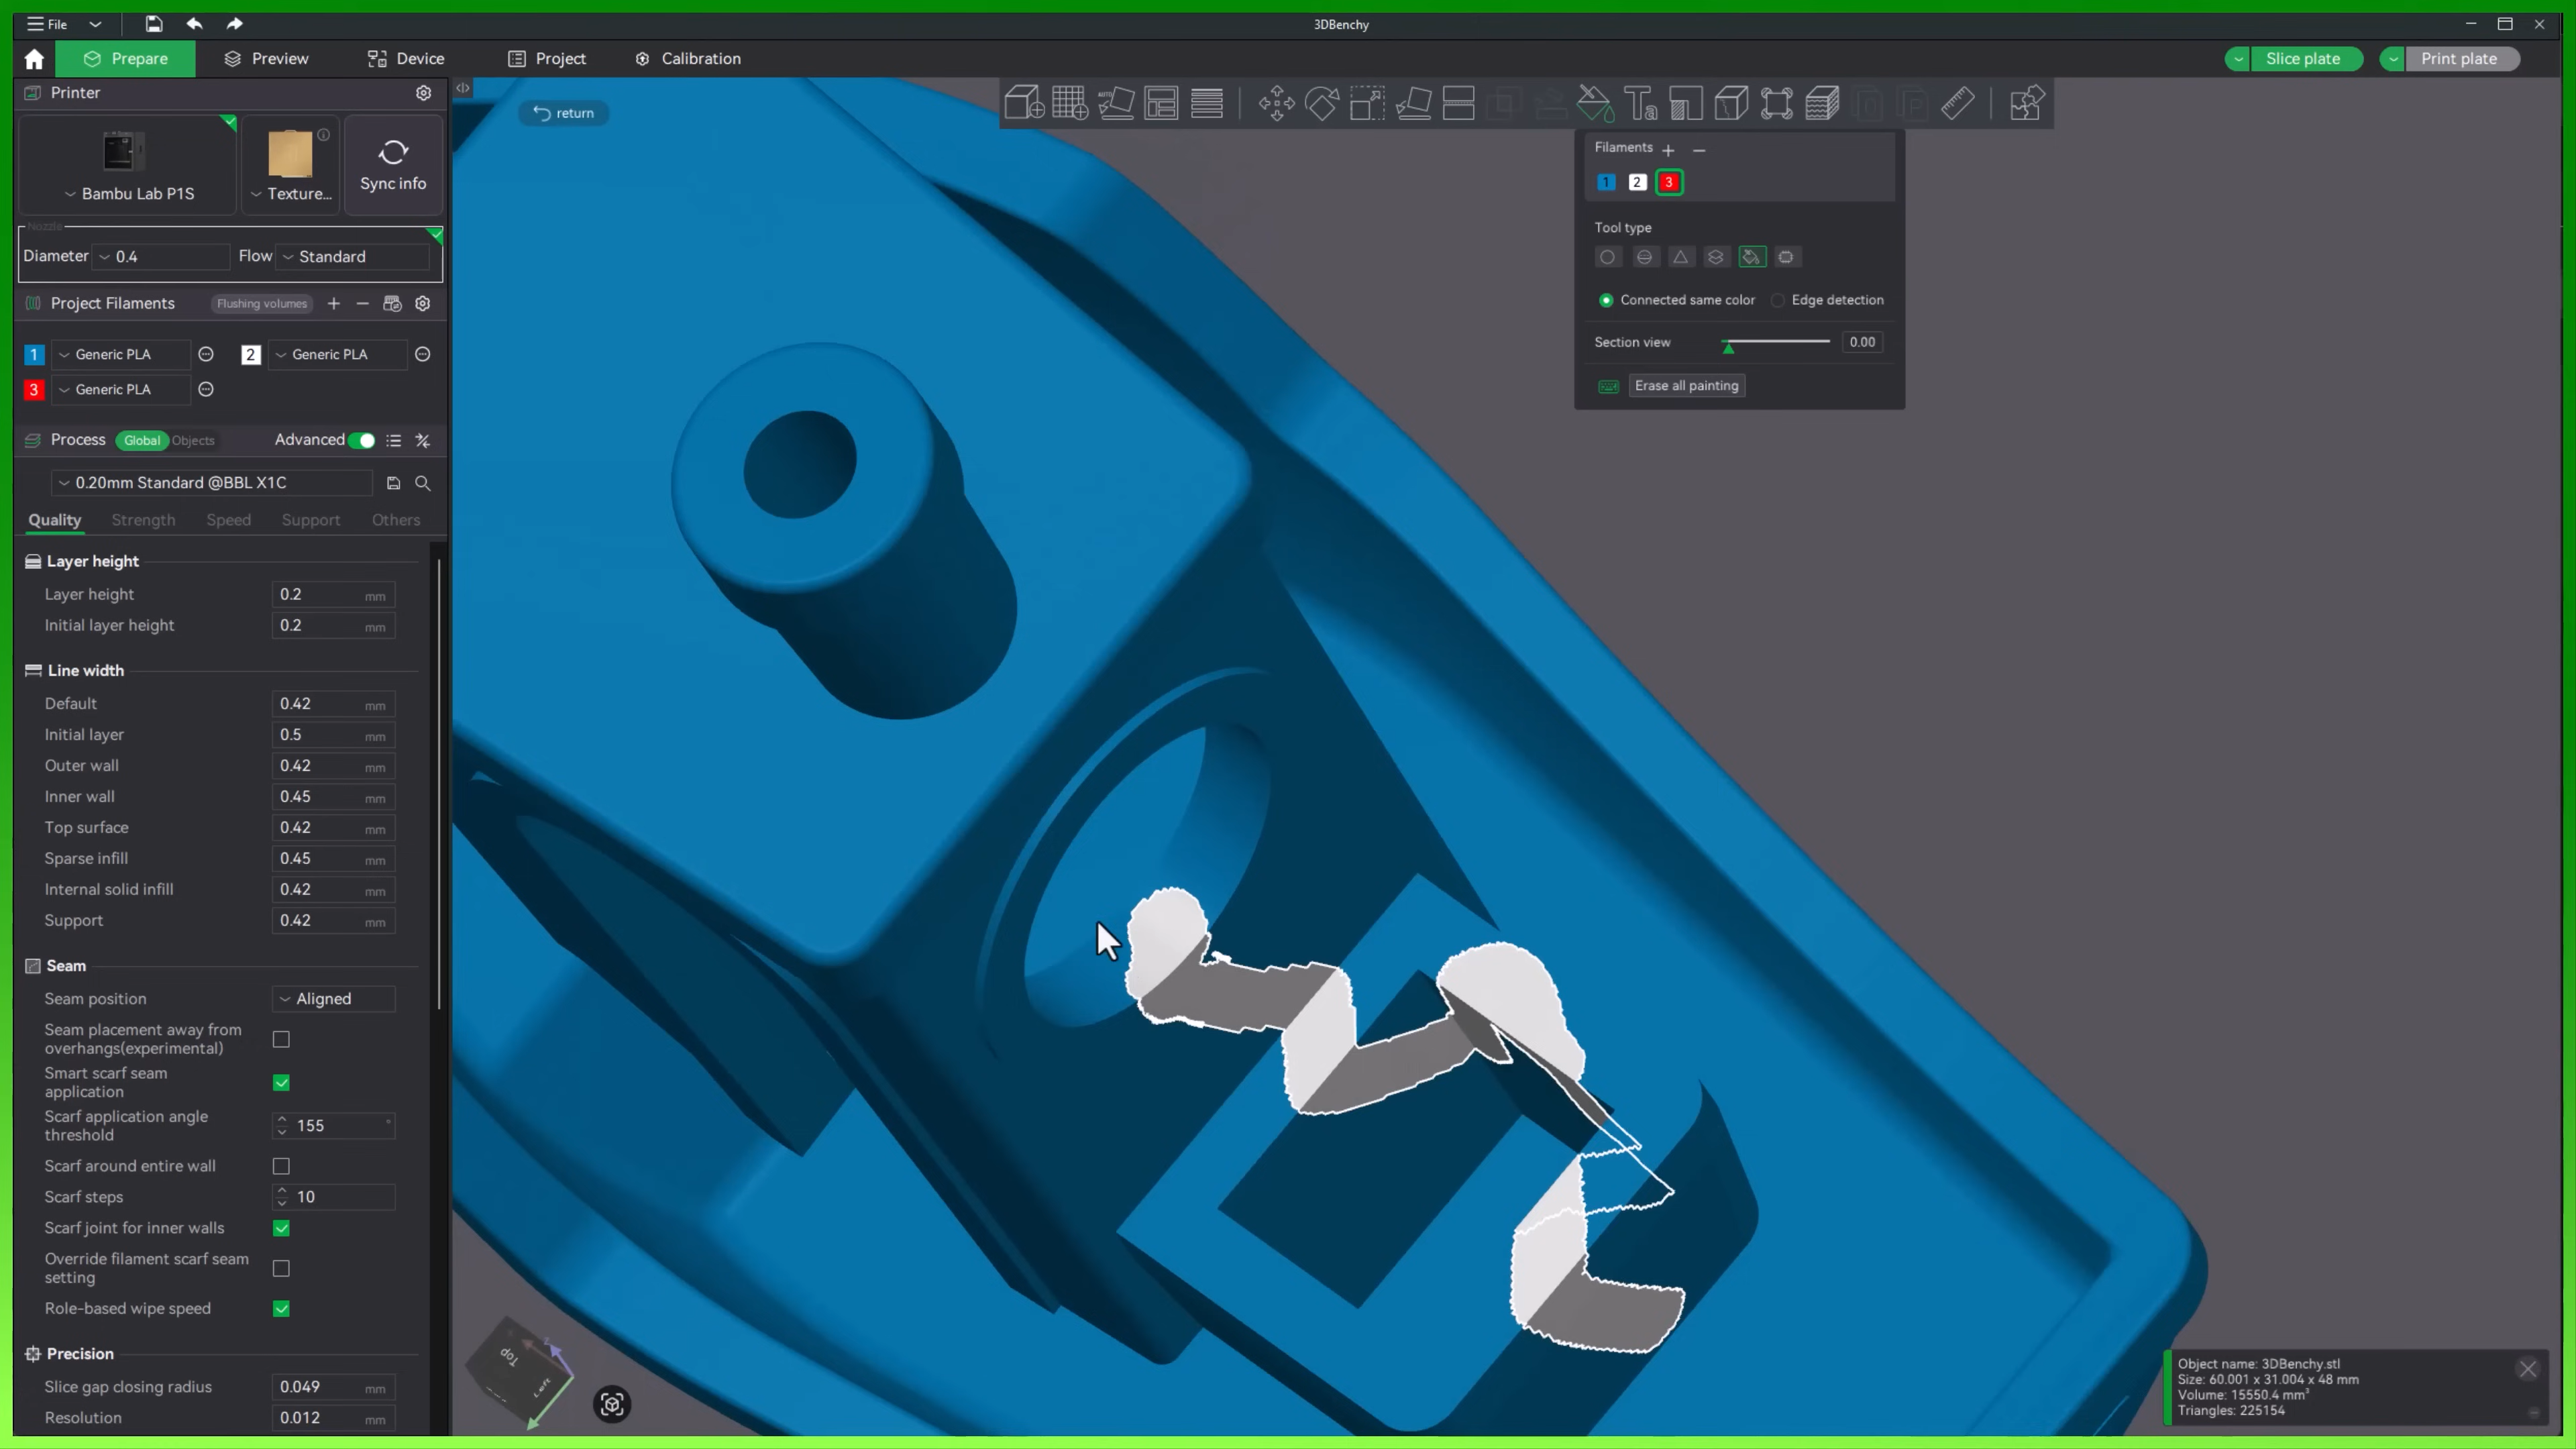 File
3DBenchy
Prepare
Preview
Device
Project
Calibration
Slice plate
Print plate
Printer
return
Bambu Lab P1S
Texture...
Sync info
Nozzle
Diameter 0.4 Flow Standard
Project Filaments Flushing volumes
1 Generic PLA 2 Generic PLA
3 Generic PLA
Process Global Objects Advanced
0.20mm Standard @BBL X1C
Quality Strength Speed Support Others
Layer height
Layer height 0.2 mm
Initial layer height 0.2 mm
Line width
Default 0.42 mm
Initial layer 0.5 mm
Outer wall 0.42 mm
Inner wall 0.45 mm
Top surface 0.42 mm
Sparse infill 0.45 mm
Internal solid infill 0.42 mm
Support 0.42 mm
Seam
Seam position Aligned
Seam placement away from
overhangs(experimental)
Smart scarf seam
application
Scarf application angle
threshold 155 °
Scarf around entire wall
Scarf steps 10
Scarf joint for inner walls
Override filament scarf seam
setting
Role-based wipe speed
Precision
Slice gap closing radius 0.049 mm
Resolution 0.012 mm
AUTO
Filaments
1 2 3
Tool type
Connected same color Edge detection
Section view 0.00
Erase all painting
Top
Left
Object name: 3DBenchy.stl
Size: 60.001 x 31.004 x 48 mm
Volume: 15550.4 mm³
Triangles: 225154